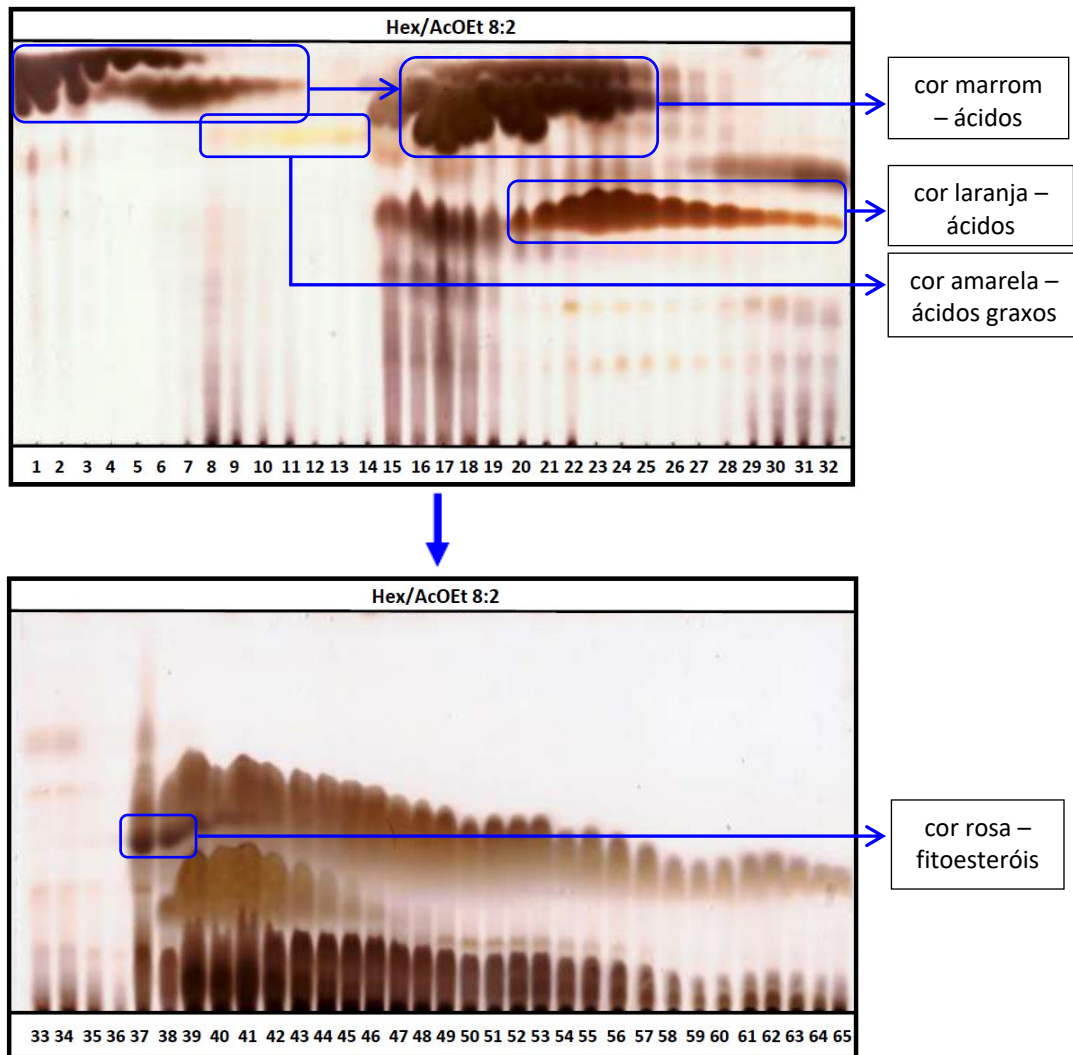 Hex/AcOEt 8:2
cor marrom
– ácidos
cor laranja –
ácidos
cor amarela –
ácidos graxos
1 2 3 4 5 6 7 8 9 10 11 12 13 14 15 16 17 18 19 20 21 22 23 24 25 26 27 28 29 30 31 32
Hex/AcOEt 8:2
cor rosa –
fitoesteróis
33 34 35 36 37 38 39 40 41 42 43 44 45 46 47 48 49 50 51 52 53 54 55 56 57 59 60 61 62 63 64 65